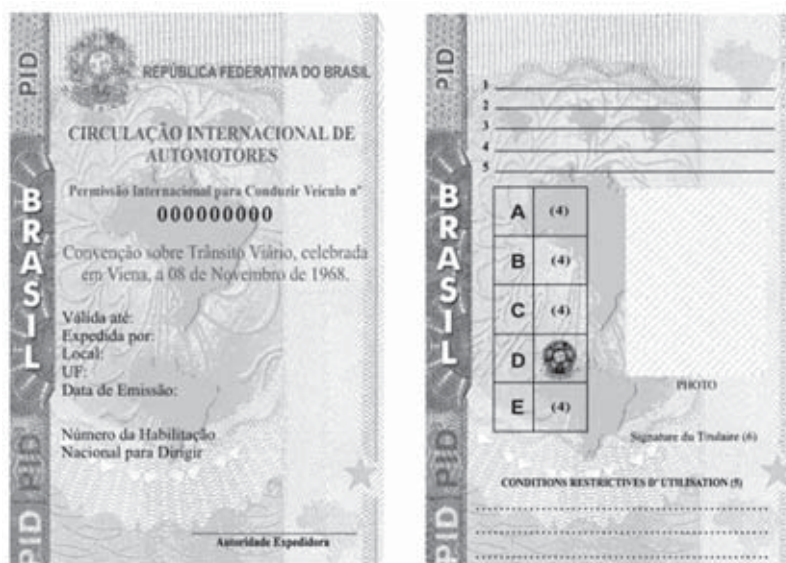 PID
BRASIL
PID
PID
REPÚBLICA FEDERATIVA DO BRASIL
CIRCULAÇÃO INTERNACIONAL DE
AUTOMOTORES
Permissão Internacional para Conduzir Veículo nº
000000000
Convenção sobre Trânsito Viário, celebrada
em Viena, a 08 de Novembro de 1968.
Válida até:
Expedida por:
Local:
UF:
Data de Emissão:
Número da Habilitação
Nacional para Dirigir
Autoridade Expedidora
PID
BRASIL
PID
PID
1
2
3
4
5
A (4)
B (4)
C (4)
D
E (4)
PHOTO
Signature du Titulaire (6)
CONDITIONS RESTRICTIVES D' UTILISATION (5)